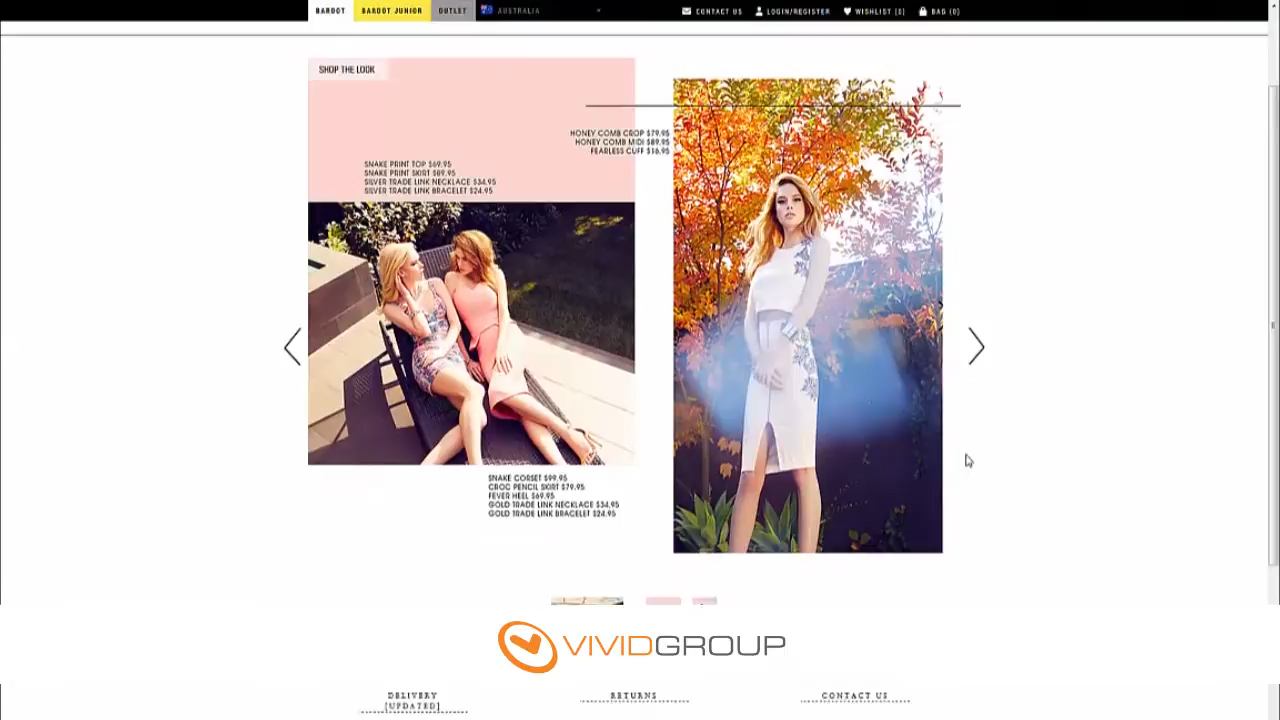 BARDOT
BARDOT JUNIOR
OUTLET
AUSTRALIA
CONTACT US
LOGIN/REGISTER
WISHLIST (0)
BAG (0)
SHOP THE LOOK
HONEY COMB CROP $79.95
HONEY COMB MIDI $89.95
FEARLESS CUFF $16.95
SNAKE PRINT TOP $69.95
SNAKE PRINT SKIRT $89.95
SILVER TRADE LINK NECKLACE $34.95
SILVER TRADE LINK BRACELET $24.95
SNAKE CORSET $99.95
CROC PENCIL SKIRT $79.95
FEVER HEEL $69.95
GOLD TRADE LINK NECKLACE $34.95
GOLD TRADE LINK BRACELET $24.95
VIVIDGROUP
DELIVERY
[UPDATED]
RETURNS
CONTACT US